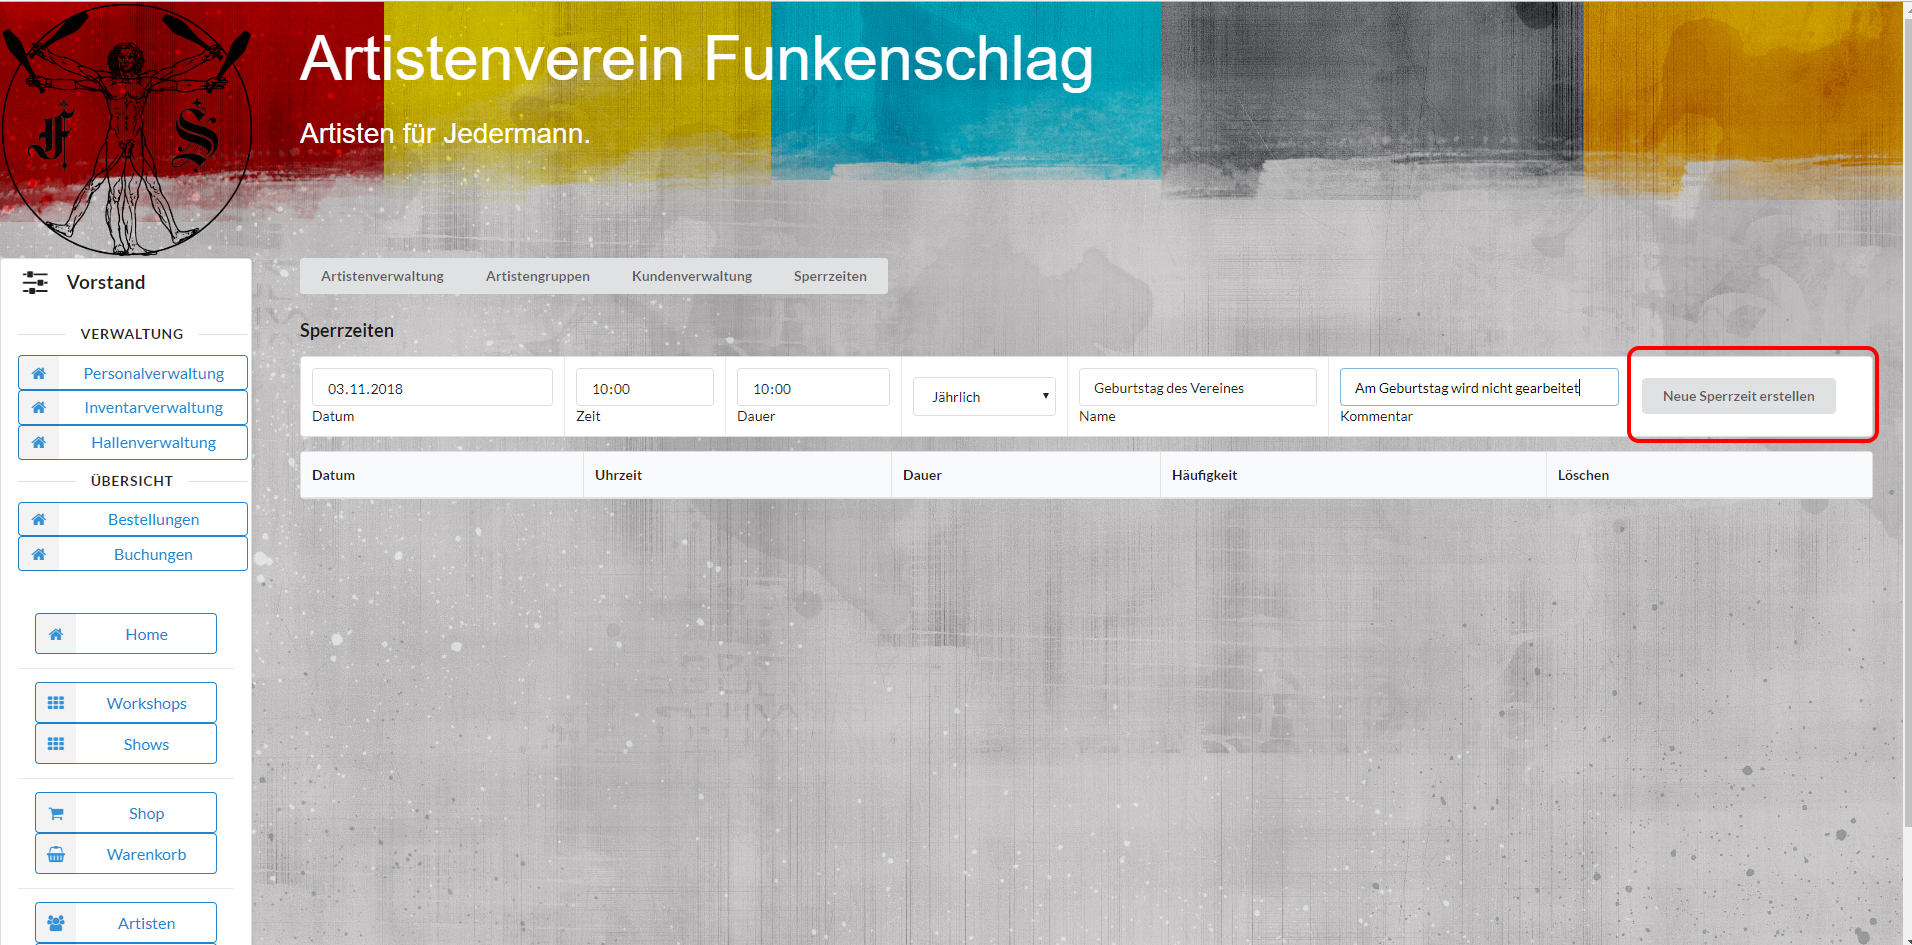 Artistenverein Funkenschlag
Artisten für Jedermann.
f S
Vorstand
VERWALTUNG
Personalverwaltung
Inventarverwaltung
Hallenverwaltung
ÜBERSICHT
Bestellungen
Buchungen
Home
Workshops
Shows
Shop
Warenkorb
Artisten
Artistenverwaltung Artistengruppen Kundenverwaltung Sperrzeiten
Sperrzeiten
03.11.2018 10:00 10:00 Jährlich Geburtstag des Vereines Am Geburtstag wird nicht gearbeitet Neue Sperrzeit erstellen
Datum Zeit Dauer Name Kommentar
Datum Uhrzeit Dauer Häufigkeit Löschen